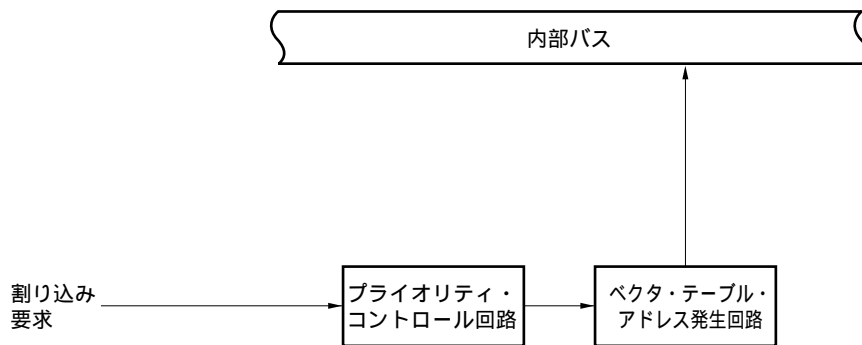 内部バス
割り込み
要求
プライオリティ・
コントロール回路
ベクタ・テーブル・
アドレス発生回路